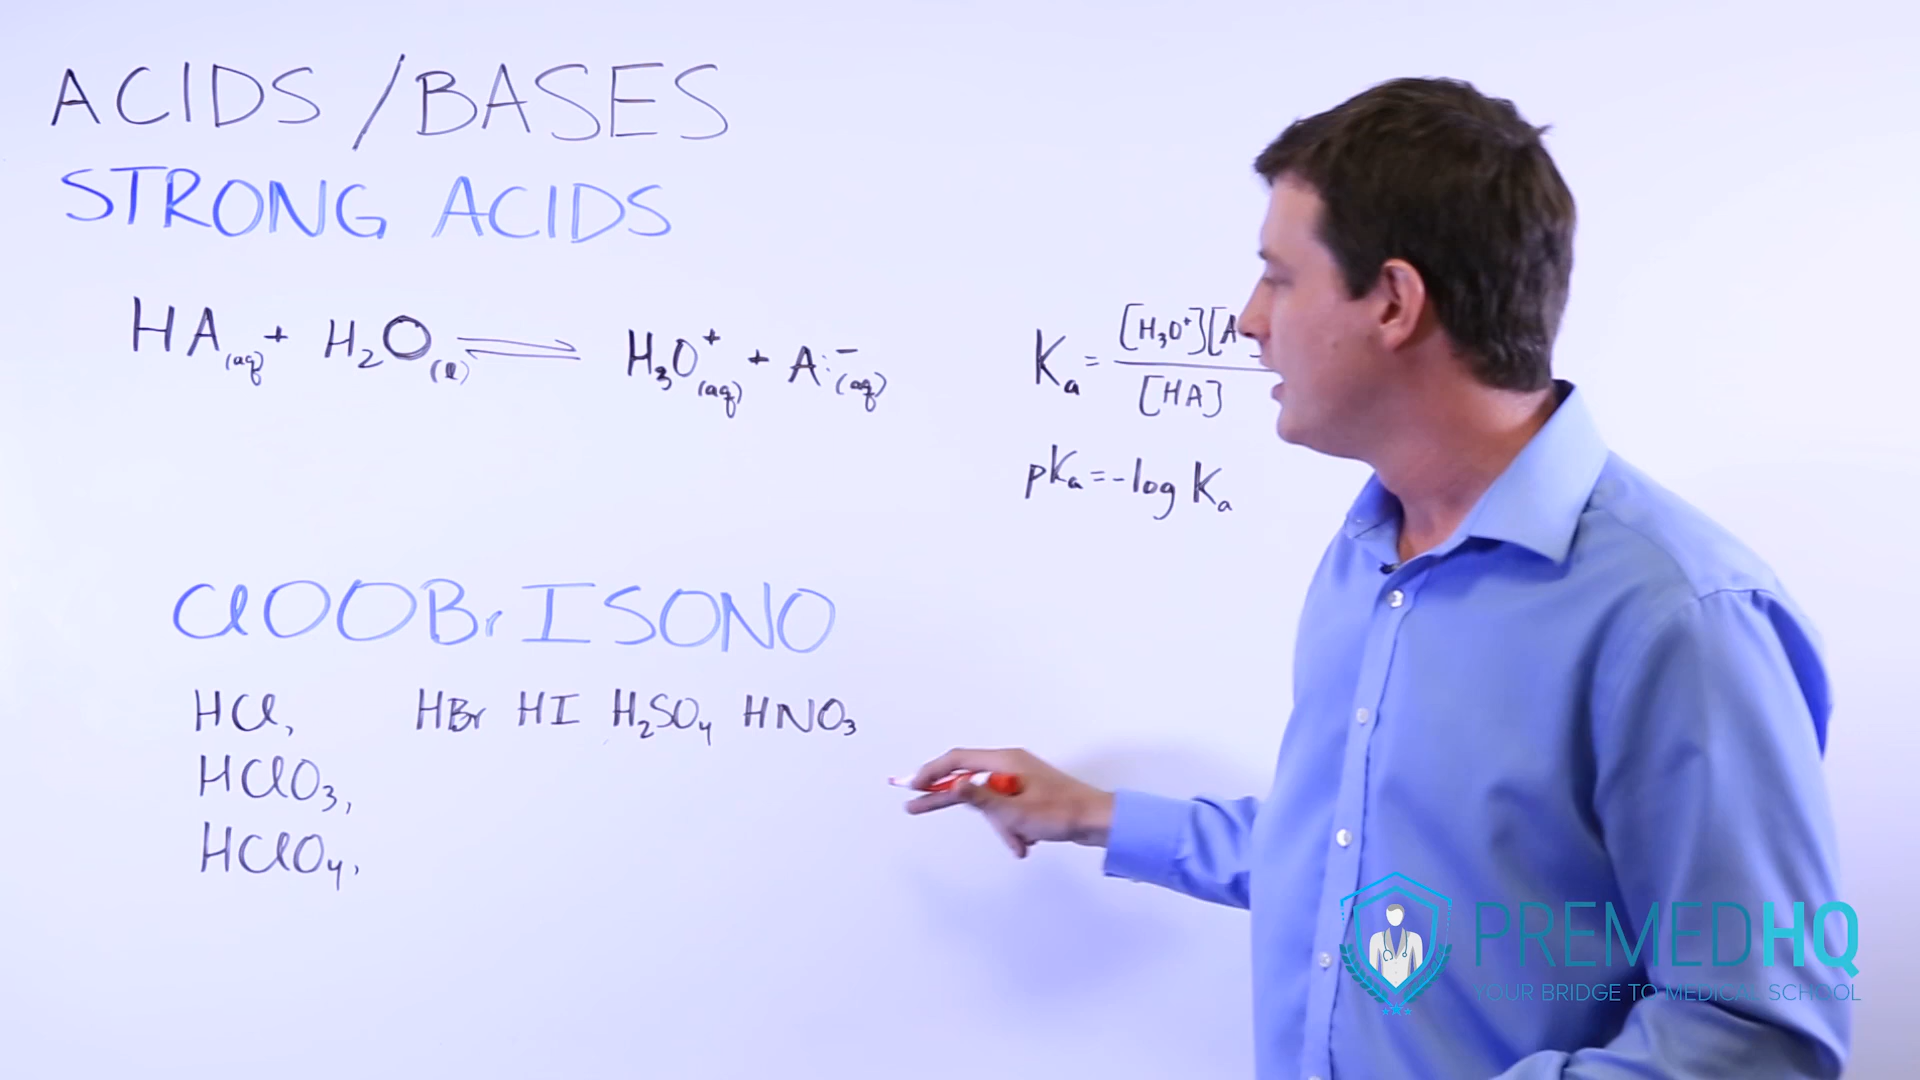 ACIDS/BASES
STRONG ACIDS
HA(aq) + H₂O(l) ⇌ H₃O⁺(aq) + A:⁻(aq)
Ka = [H₃O⁺][A
[HA]
pKa = -log Ka
ClOOBrISONO
HCl, HBr HI H₂SO₄ HNO₃
HClO₃,
HClO₄,
PREMEDHQ
YOUR BRIDGE TO MEDICAL SCHOOL